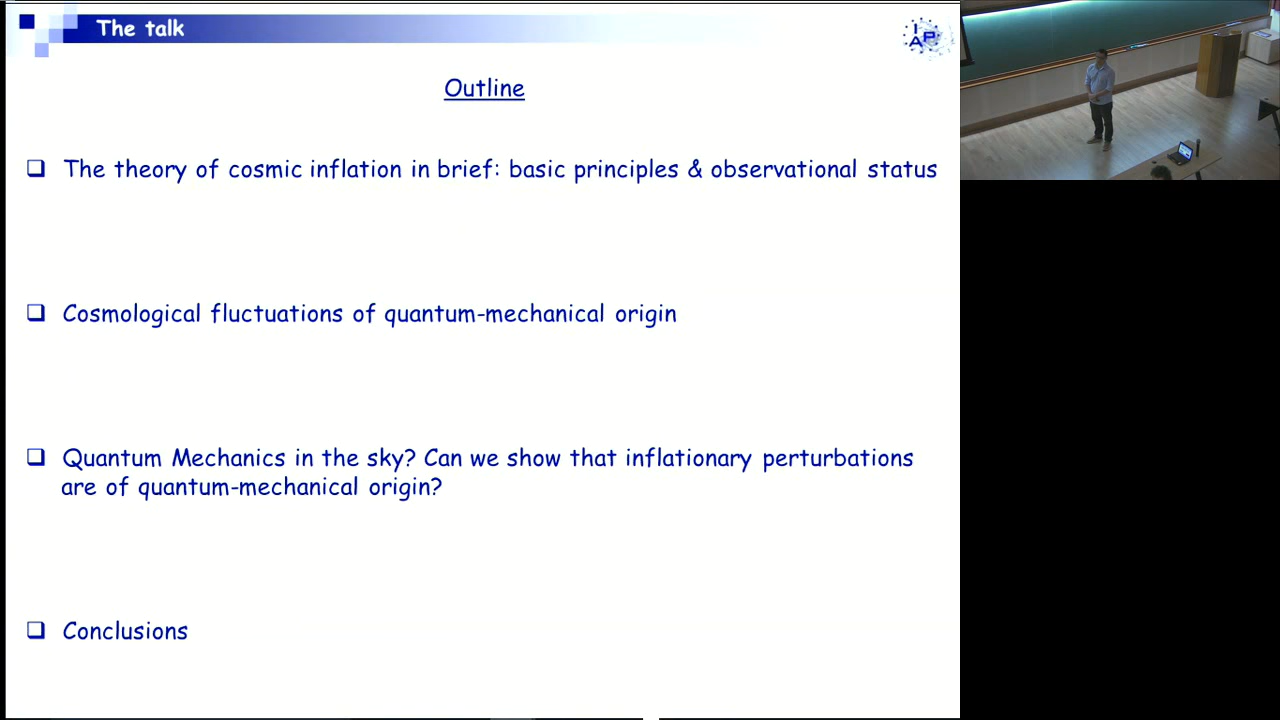 The talk
IAP
Outline
The theory of cosmic inflation in brief: basic principles & observational status
Cosmological fluctuations of quantum-mechanical origin
Quantum Mechanics in the sky? Can we show that inflationary perturbations
are of quantum-mechanical origin?
Conclusions